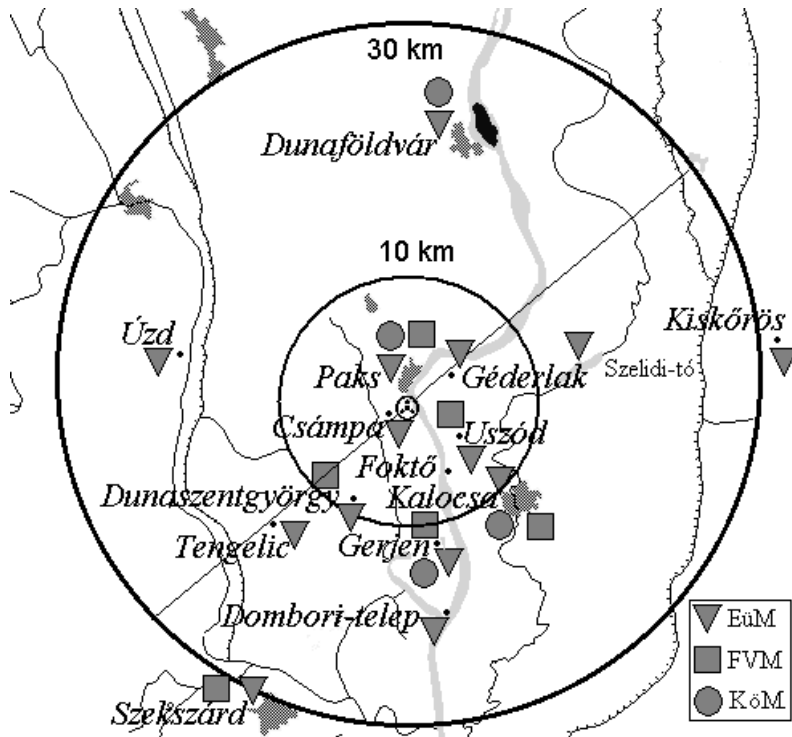 30 km
Dunaföldvár
10 km
Úzd
Kiskőrös
Paks
Géderlak
Szelidi-tó
Csámpa
Uszód
Foktő
Dunaszentgyörgy
Kalocsa
Tengelic
Gerjen
Dombori-telep
Szekszárd
EüM
FVM
KöM